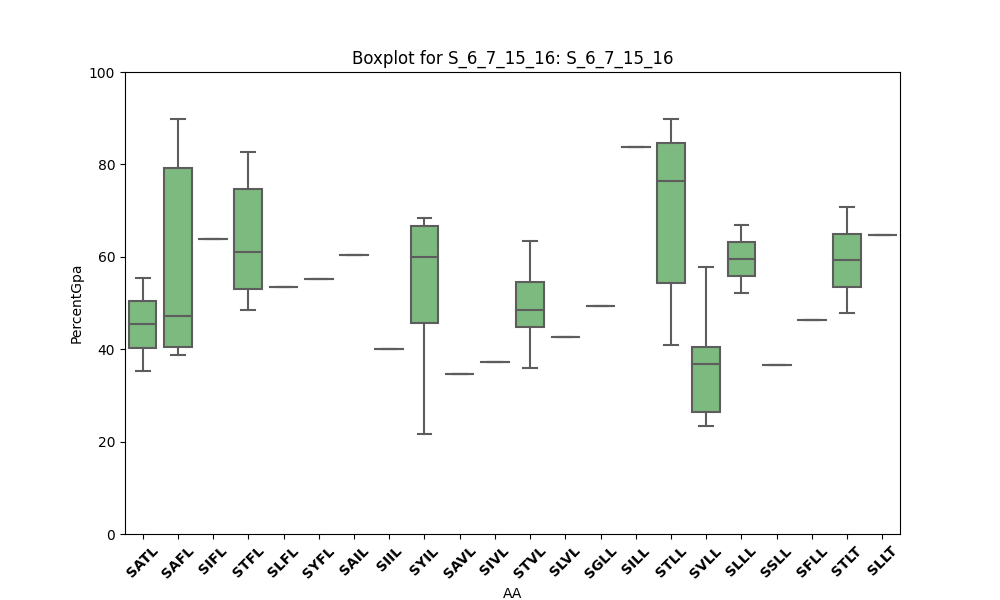 Boxplot for S_6_7_15_16: S_6_7_15_16
100
80
60
40
20
0
PercentGpa
SATL SAFL SIFL STFL SLFL SYFL SAIL SIIL SYIL SAVL SIVL STVL SLVL SGLL SILL STLL SVLL SLLL SSLL SFLL STLT SLLT
AA